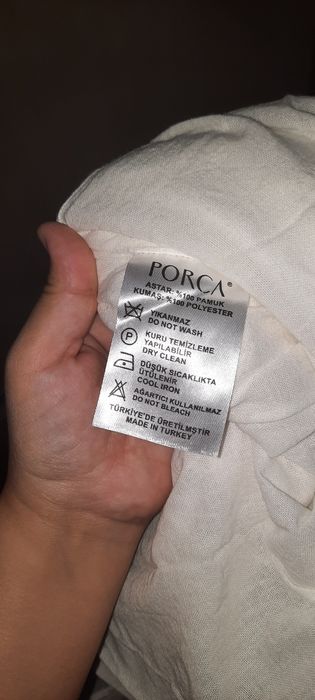 PORÇA®
ASTAR: %100 PAMUK
KUMAŞ: %100 POLYESTER
YIKANMAZ
DO NOT WASH
P
KURU TEMİZLEME
YAPILABİLİR
DRY CLEAN
DÜŞÜK SICAKLIKTA
ÜTÜLENİR
COOL IRON
AĞARTICI KULLANILMAZ
DO NOT BLEACH
TÜRKİYE'DE ÜRETİLMİŞTİR
MADE IN TURKEY